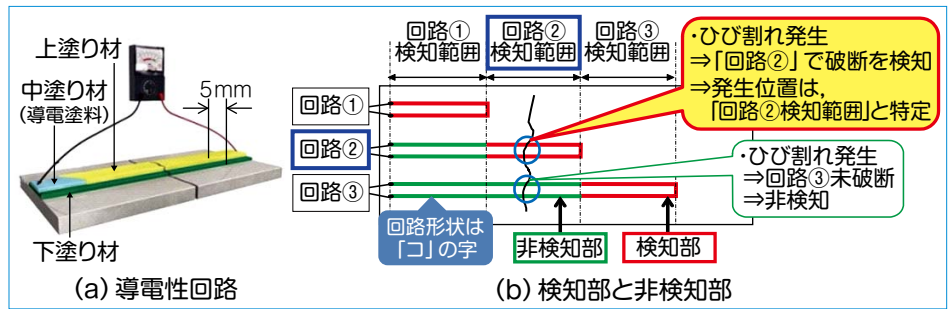 上塗り材
中塗り材
(導電塗料)
5mm
下塗り材
(a) 導電性回路
回路①
検知範囲
回路②
検知範囲
回路③
検知範囲
回路①
回路②
回路③
回路形状は
「コ」の字
非検知部
検知部
・ひび割れ発生
⇒「回路②」で破断を検知
⇒発生位置は,
「回路②検知範囲」と特定
・ひび割れ発生
⇒回路③未破断
⇒非検知
(b) 検知部と非検知部